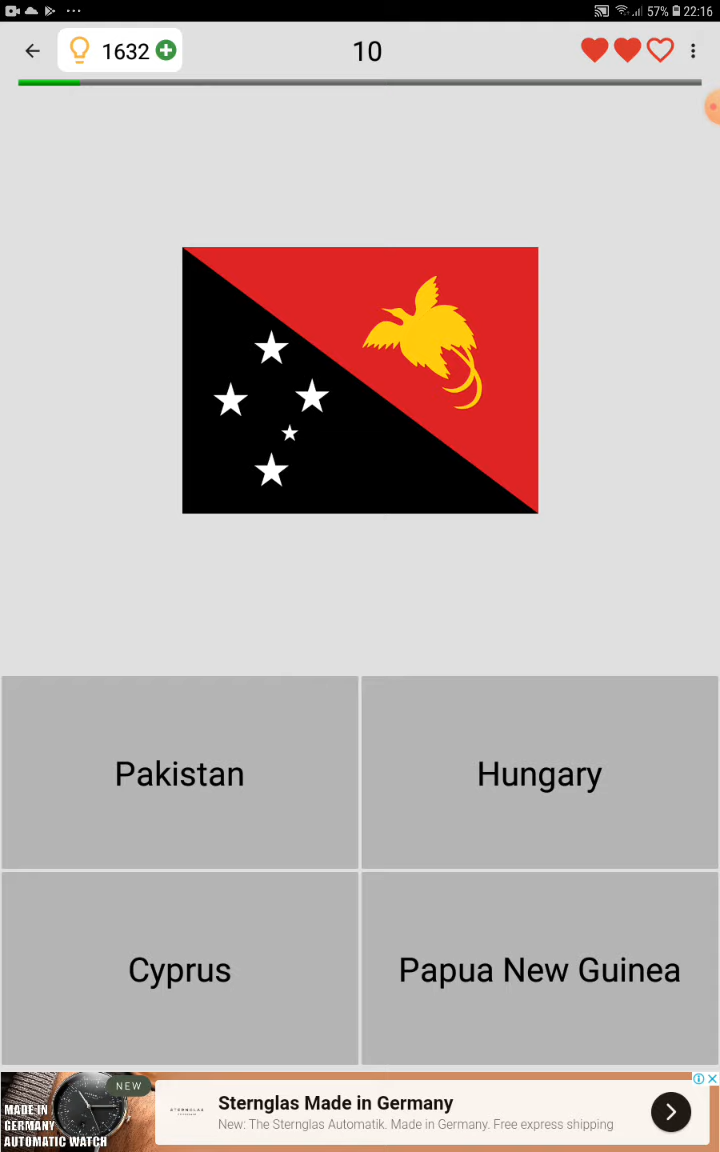 57% 22:16
1632
10
Pakistan
Hungary
Cyprus
Papua New Guinea
NEW
MADE IN
GERMANY
AUTOMATIC WATCH
STERNGLAS
Sternglas Made in Germany
New: The Sternglas Automatik. Made in Germany. Free express shipping